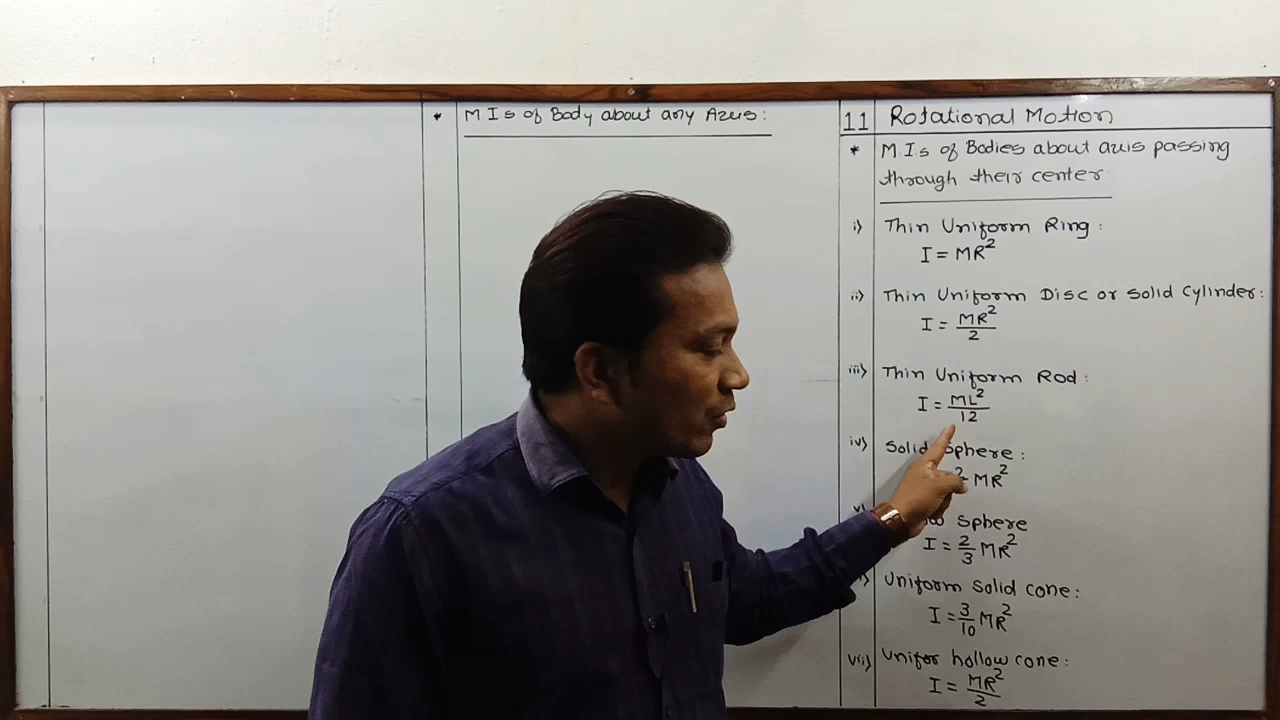 * M I s of Body about any Axis:
11 Rotational Motion
* M I s of Bodies about axis passing
through their center
i) Thin Uniform Ring:
I = MR²
ii) Thin Uniform Disc or Solid Cylinder:
I = MR²/2
iii) Thin Uniform Rod:
I = ML²/12
iv) Solid Sphere:
MR²
Sphere
I = 2/3 MR²
Uniform Solid cone:
I = 3/10 MR²
vii) Unifor hollow cone:
I = MR²/2